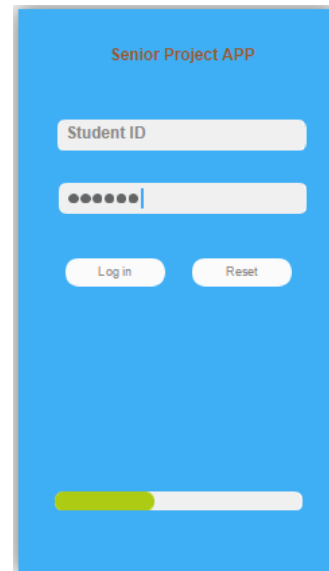 Senior Project APP
Student ID
●●●●●●
Log in
Reset